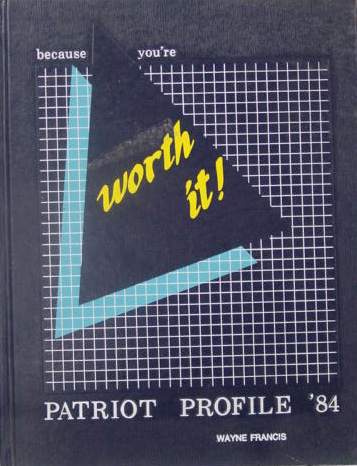 because you're
worth
it!
PATRIOT PROFILE '84
WAYNE FRANCIS